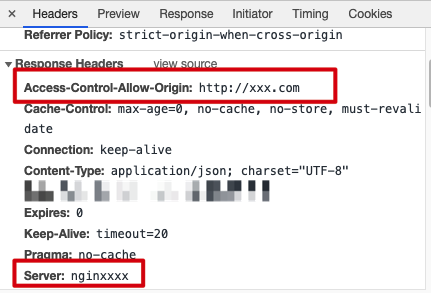 × Headers Preview Response Initiator Timing Cookies
Referrer Policy: strict-origin-when-cross-origin
▼ Response Headers view source
Access-Control-Allow-Origin: http://xxx.com
Cache-Control: max-age=0, no-cache, no-store, must-revali
date
Connection: keep-alive
Content-Type: application/json; charset="UTF-8"
Expires: 0
Keep-Alive: timeout=20
Pragma: no-cache
Server: nginxxxx